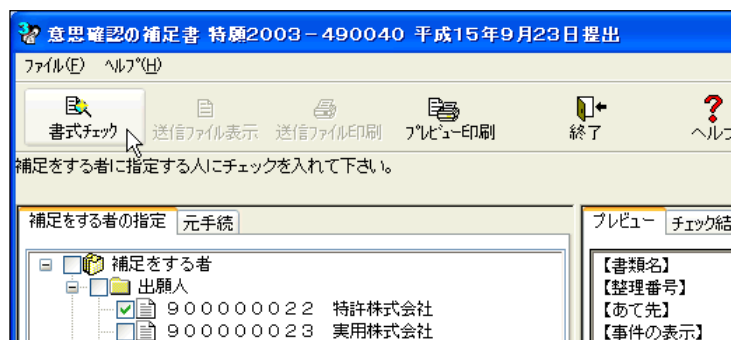 意思確認の補足書 特願2003－490040 平成15年9月23日提出
ﾌｧｲﾙ(F) ﾍﾙﾌﾟ(H)
書式ﾁｪｯｸ 送信ﾌｧｲﾙ表示 送信ﾌｧｲﾙ印刷 ﾌﾟﾚﾋﾞｭｰ印刷 終了 ﾍﾙﾌ
補足をする者に指定する人にチェックを入れて下さい。
補足をする者の指定 元手続 プレビュー チェック結
補足をする者
出願人
９０００００２２ 特許株式会社
９０００００２３ 実用株式会社
【書類名】
【整理番号】
【あて先】
【事件の表示】